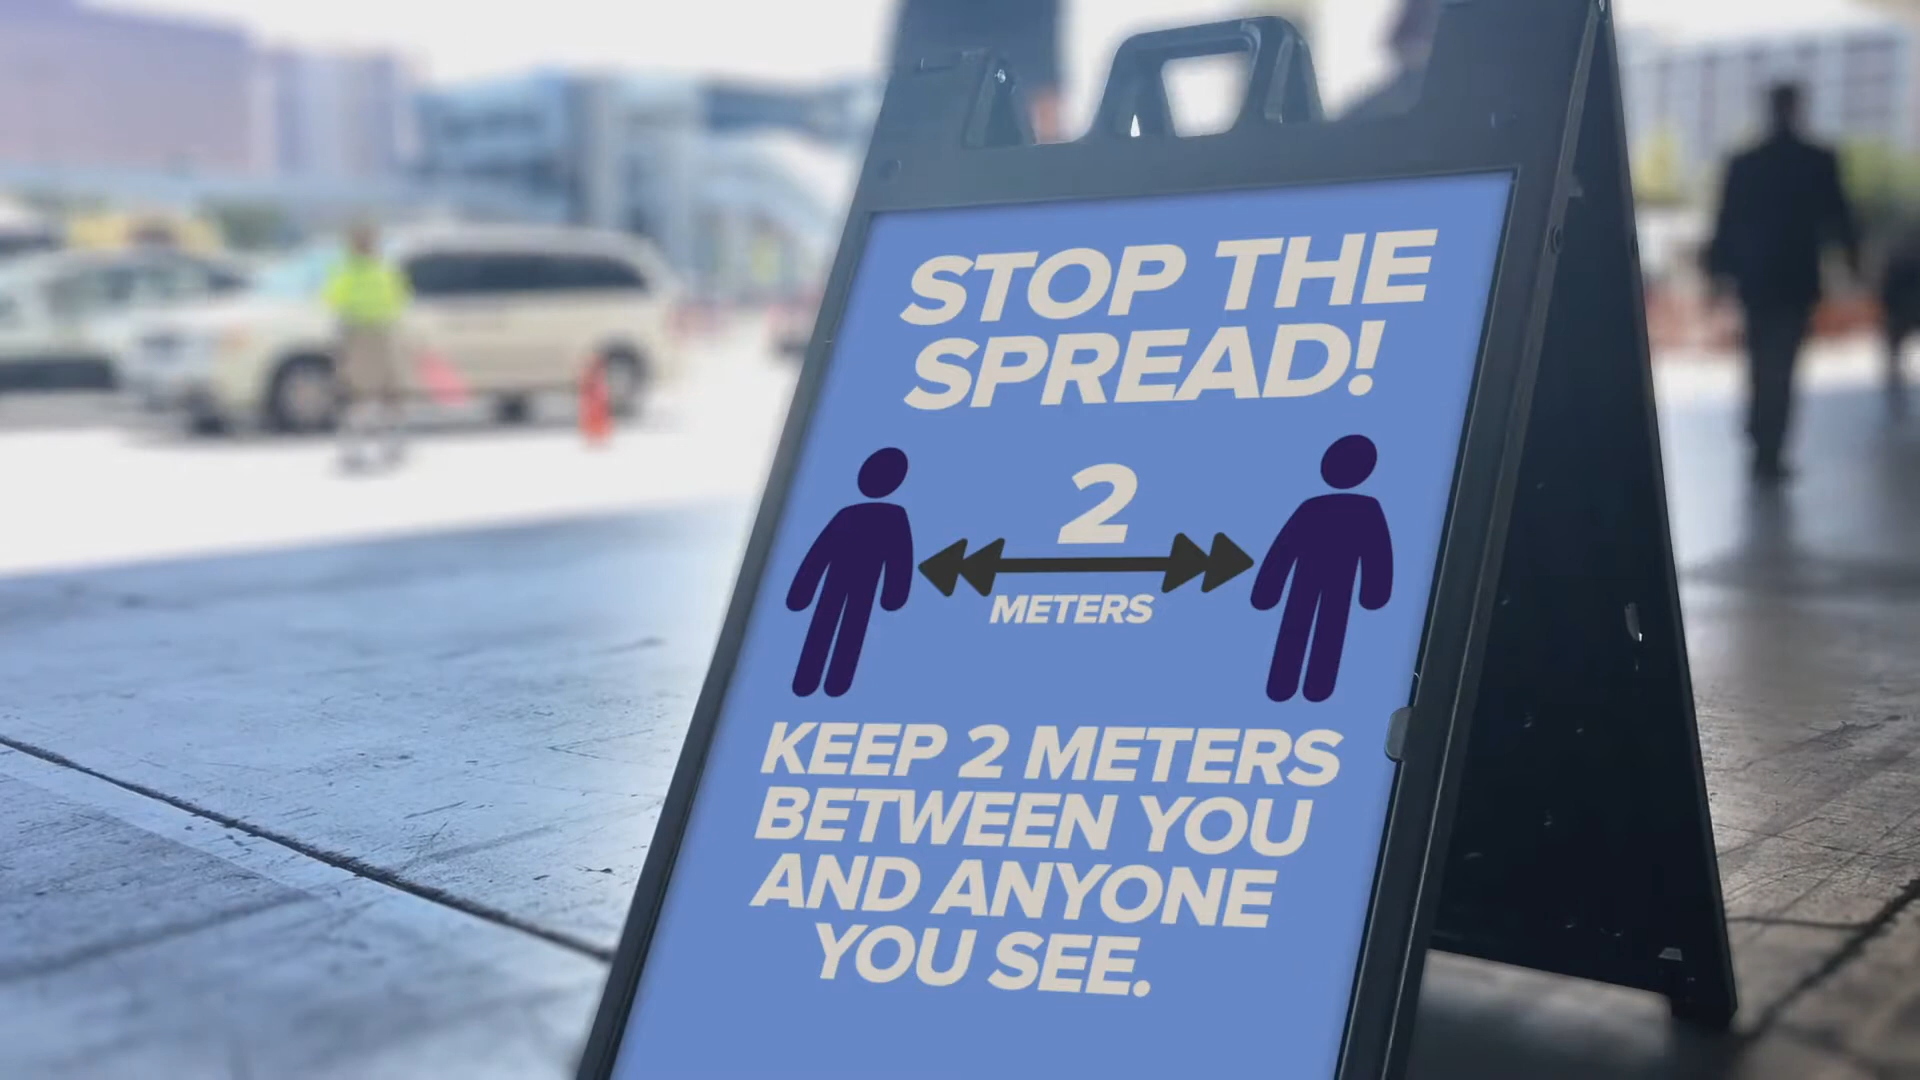 STOP THE
SPREAD!
2
METERS
KEEP 2 METERS
BETWEEN YOU
AND ANYONE
YOU SEE.